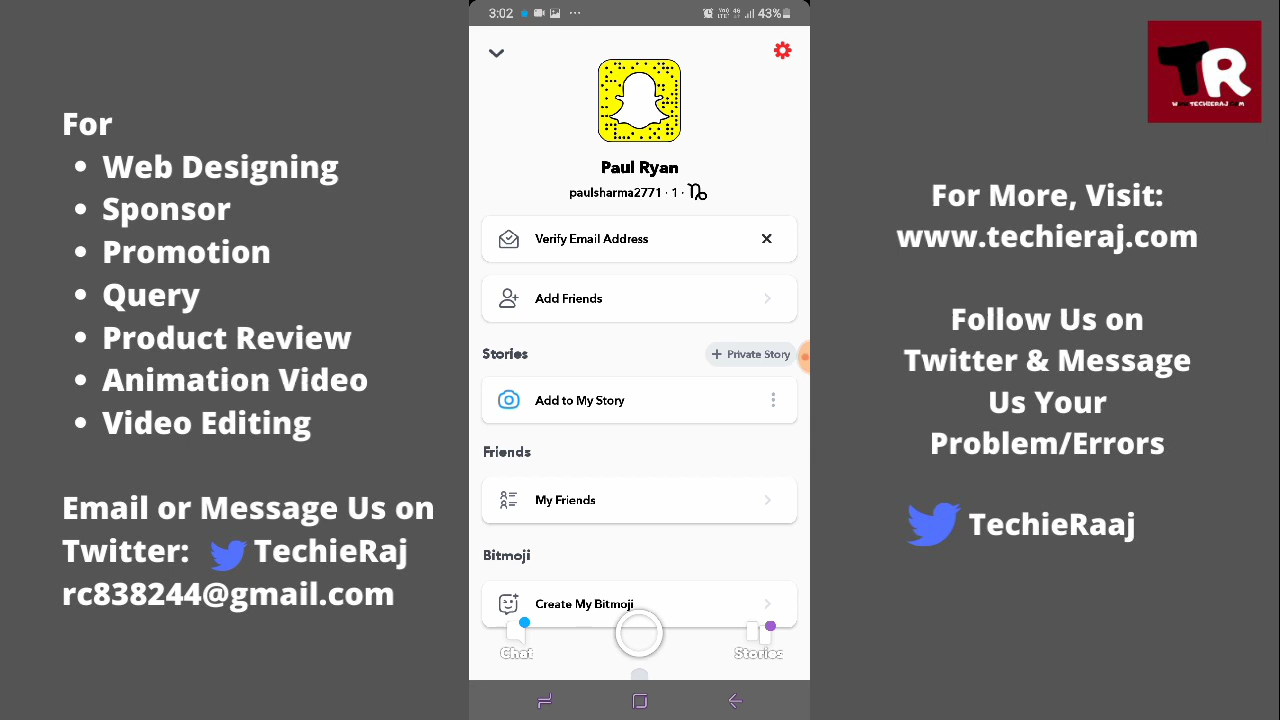 For
• Web Designing
• Sponsor
• Promotion
• Query
• Product Review
• Animation Video
• Video Editing
Email or Message Us on
Twitter: TechieRaj
rc838244@gmail.com
3:02 ... 43%
Paul Ryan
paulsharma2771 · 1 · ♑
Verify Email Address
Add Friends
Stories
+ Private Story
Add to My Story
Friends
My Friends
Bitmoji
Create My Bitmoji
Chat
Stories
TR
For More, Visit:
www.techieraj.com
Follow Us on
Twitter & Message
Us Your
Problem/Errors
TechieRaaj